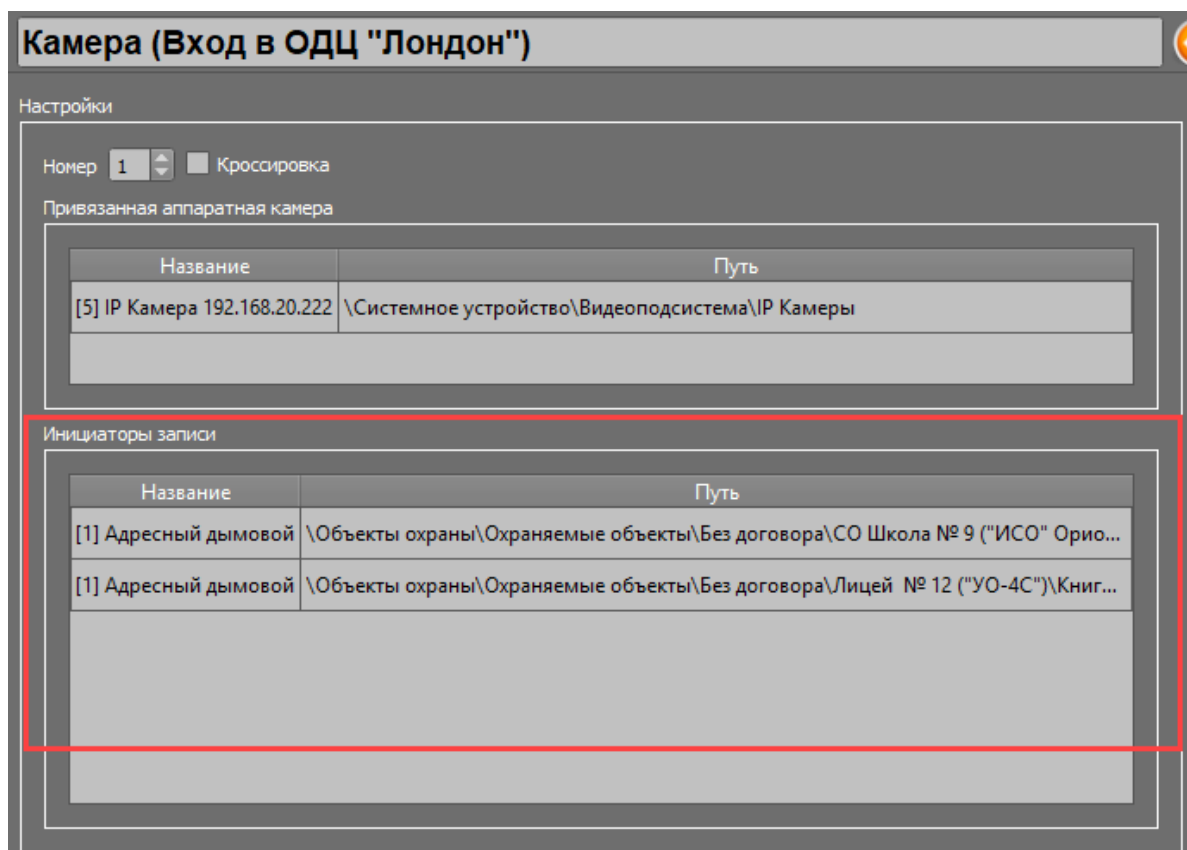 Камера (Вход в ОДЦ "Лондон")
Настройки
Номер 1 Кроссировка
Привязанная аппаратная камера
Название Путь
[5] IP Камера 192.168.20.222 \Системное устройство\Видеоподсистема\IP Камеры
Инициаторы записи
Название Путь
[1] Адресный дымовой \Объекты охраны\Охраняемые объекты\Без договора\СО Школа № 9 ("ИСО" Орио...
[1] Адресный дымовой \Объекты охраны\Охраняемые объекты\Без договора\Лицей № 12 ("УО-4С")\Книг...